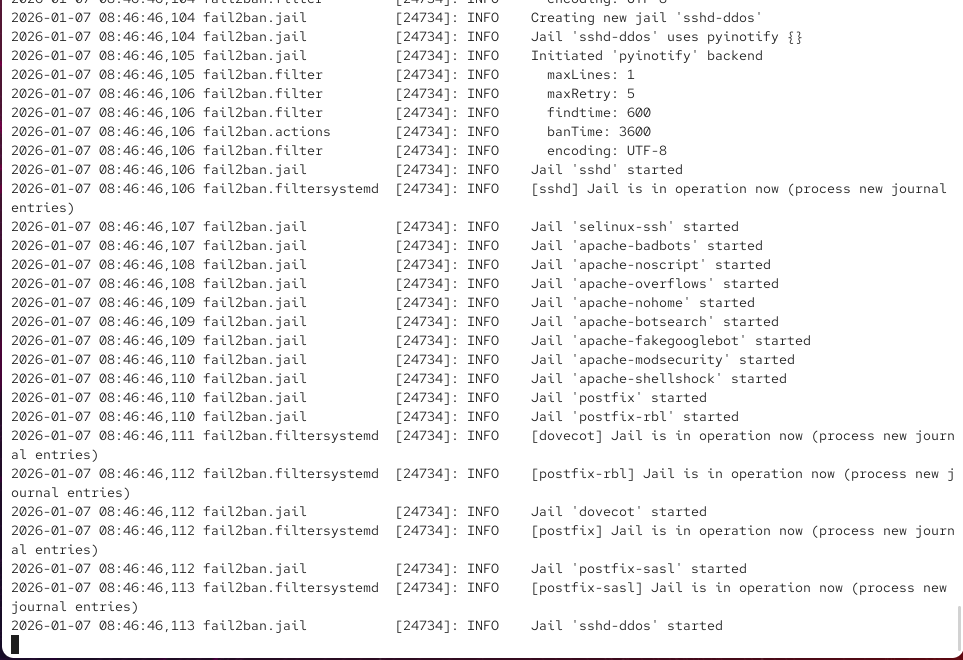 2026-01-07 08:46:46,104 fail2ban.filter         [24734]: INFO      encoding: UTF-8
2026-01-07 08:46:46,104 fail2ban.jail           [24734]: INFO    Creating new jail 'sshd-ddos'
2026-01-07 08:46:46,104 fail2ban.jail           [24734]: INFO    Jail 'sshd-ddos' uses pyinotify {}
2026-01-07 08:46:46,105 fail2ban.jail           [24734]: INFO    Initiated 'pyinotify' backend
2026-01-07 08:46:46,105 fail2ban.filter         [24734]: INFO      maxLines: 1
2026-01-07 08:46:46,106 fail2ban.filter         [24734]: INFO      maxRetry: 5
2026-01-07 08:46:46,106 fail2ban.filter         [24734]: INFO      findtime: 600
2026-01-07 08:46:46,106 fail2ban.actions        [24734]: INFO      banTime: 3600
2026-01-07 08:46:46,106 fail2ban.filter         [24734]: INFO      encoding: UTF-8
2026-01-07 08:46:46,106 fail2ban.jail           [24734]: INFO    Jail 'sshd' started
2026-01-07 08:46:46,106 fail2ban.filtersystemd  [24734]: INFO    [sshd] Jail is in operation now (process new journal
entries)
2026-01-07 08:46:46,107 fail2ban.jail           [24734]: INFO    Jail 'selinux-ssh' started
2026-01-07 08:46:46,107 fail2ban.jail           [24734]: INFO    Jail 'apache-badbots' started
2026-01-07 08:46:46,108 fail2ban.jail           [24734]: INFO    Jail 'apache-noscript' started
2026-01-07 08:46:46,108 fail2ban.jail           [24734]: INFO    Jail 'apache-overflows' started
2026-01-07 08:46:46,109 fail2ban.jail           [24734]: INFO    Jail 'apache-nohome' started
2026-01-07 08:46:46,109 fail2ban.jail           [24734]: INFO    Jail 'apache-botsearch' started
2026-01-07 08:46:46,109 fail2ban.jail           [24734]: INFO    Jail 'apache-fakegooglebot' started
2026-01-07 08:46:46,110 fail2ban.jail           [24734]: INFO    Jail 'apache-modsecurity' started
2026-01-07 08:46:46,110 fail2ban.jail           [24734]: INFO    Jail 'apache-shellshock' started
2026-01-07 08:46:46,110 fail2ban.jail           [24734]: INFO    Jail 'postfix' started
2026-01-07 08:46:46,110 fail2ban.jail           [24734]: INFO    Jail 'postfix-rbl' started
2026-01-07 08:46:46,111 fail2ban.filtersystemd  [24734]: INFO    [dovecot] Jail is in operation now (process new journ
al entries)
2026-01-07 08:46:46,112 fail2ban.filtersystemd  [24734]: INFO    [postfix-rbl] Jail is in operation now (process new j
ournal entries)
2026-01-07 08:46:46,112 fail2ban.jail           [24734]: INFO    Jail 'dovecot' started
2026-01-07 08:46:46,112 fail2ban.filtersystemd  [24734]: INFO    [postfix] Jail is in operation now (process new journ
al entries)
2026-01-07 08:46:46,112 fail2ban.jail           [24734]: INFO    Jail 'postfix-sasl' started
2026-01-07 08:46:46,113 fail2ban.filtersystemd  [24734]: INFO    [postfix-sasl] Jail is in operation now (process new
journal entries)
2026-01-07 08:46:46,113 fail2ban.jail           [24734]: INFO    Jail 'sshd-ddos' started